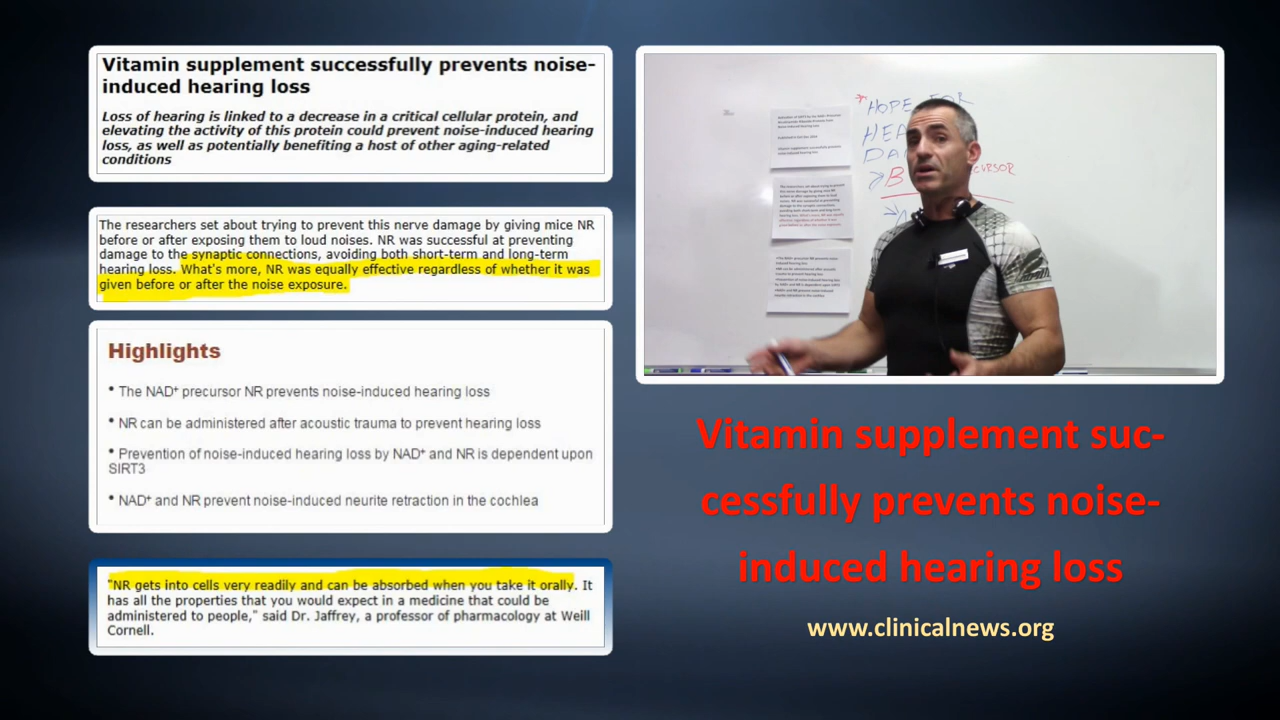 Vitamin supplement successfully prevents noise-
induced hearing loss
Loss of hearing is linked to a decrease in a critical cellular protein, and
elevating the activity of this protein could prevent noise-induced hearing
loss, as well as potentially benefiting a host of other aging-related
conditions
The researchers set about trying to prevent this nerve damage by giving mice NR
before or after exposing them to loud noises. NR was successful at preventing
damage to the synaptic connections, avoiding both short-term and long-term
hearing loss. What's more, NR was equally effective regardless of whether it was
given before or after the noise exposure.
Highlights
• The NAD+ precursor NR prevents noise-induced hearing loss
• NR can be administered after acoustic trauma to prevent hearing loss
• Prevention of noise-induced hearing loss by NAD+ and NR is dependent upon
SIRT3
• NAD+ and NR prevent noise-induced neurite retraction in the cochlea
"NR gets into cells very readily and can be absorbed when you take it orally. It
has all the properties that you would expect in a medicine that could be
administered to people," said Dr. Jaffrey, a professor of pharmacology at Weill
Cornell.
HOPE FOR
HEA
DA
B CURSOR
Vitamin supplement suc-
cessfully prevents noise-
induced hearing loss
www.clinicalnews.org